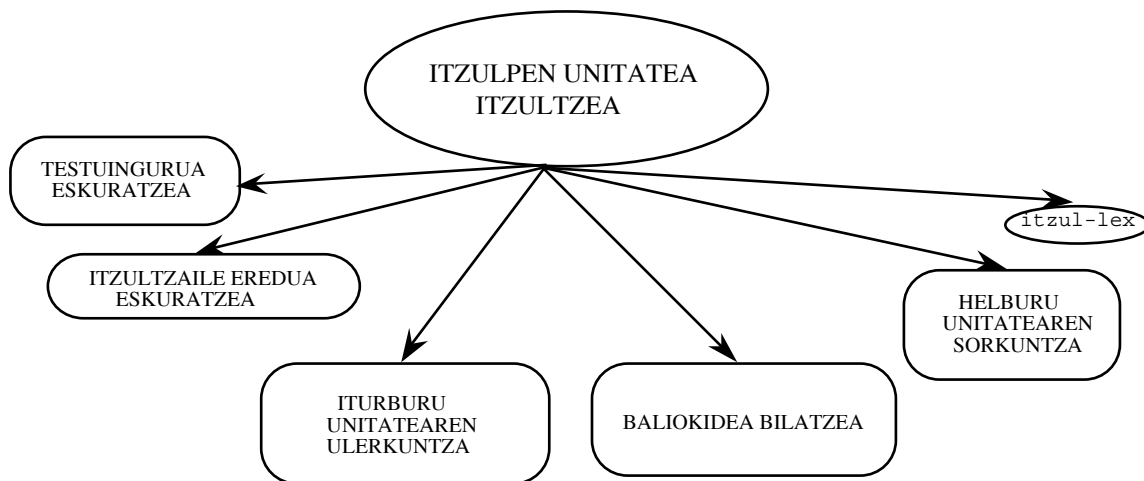 ITZULPEN UNITATEA
ITZULTZEA
TESTUINGURUA
ESKURATZEA
itzul-lex
ITZULTZAILE EREDUA
ESKURATZEA
HELBURU
UNITATEAREN
SORKUNTZA
ITURBURU
UNITATEAREN
ULERKUNTZA
BALIOKIDEA BILATZEA